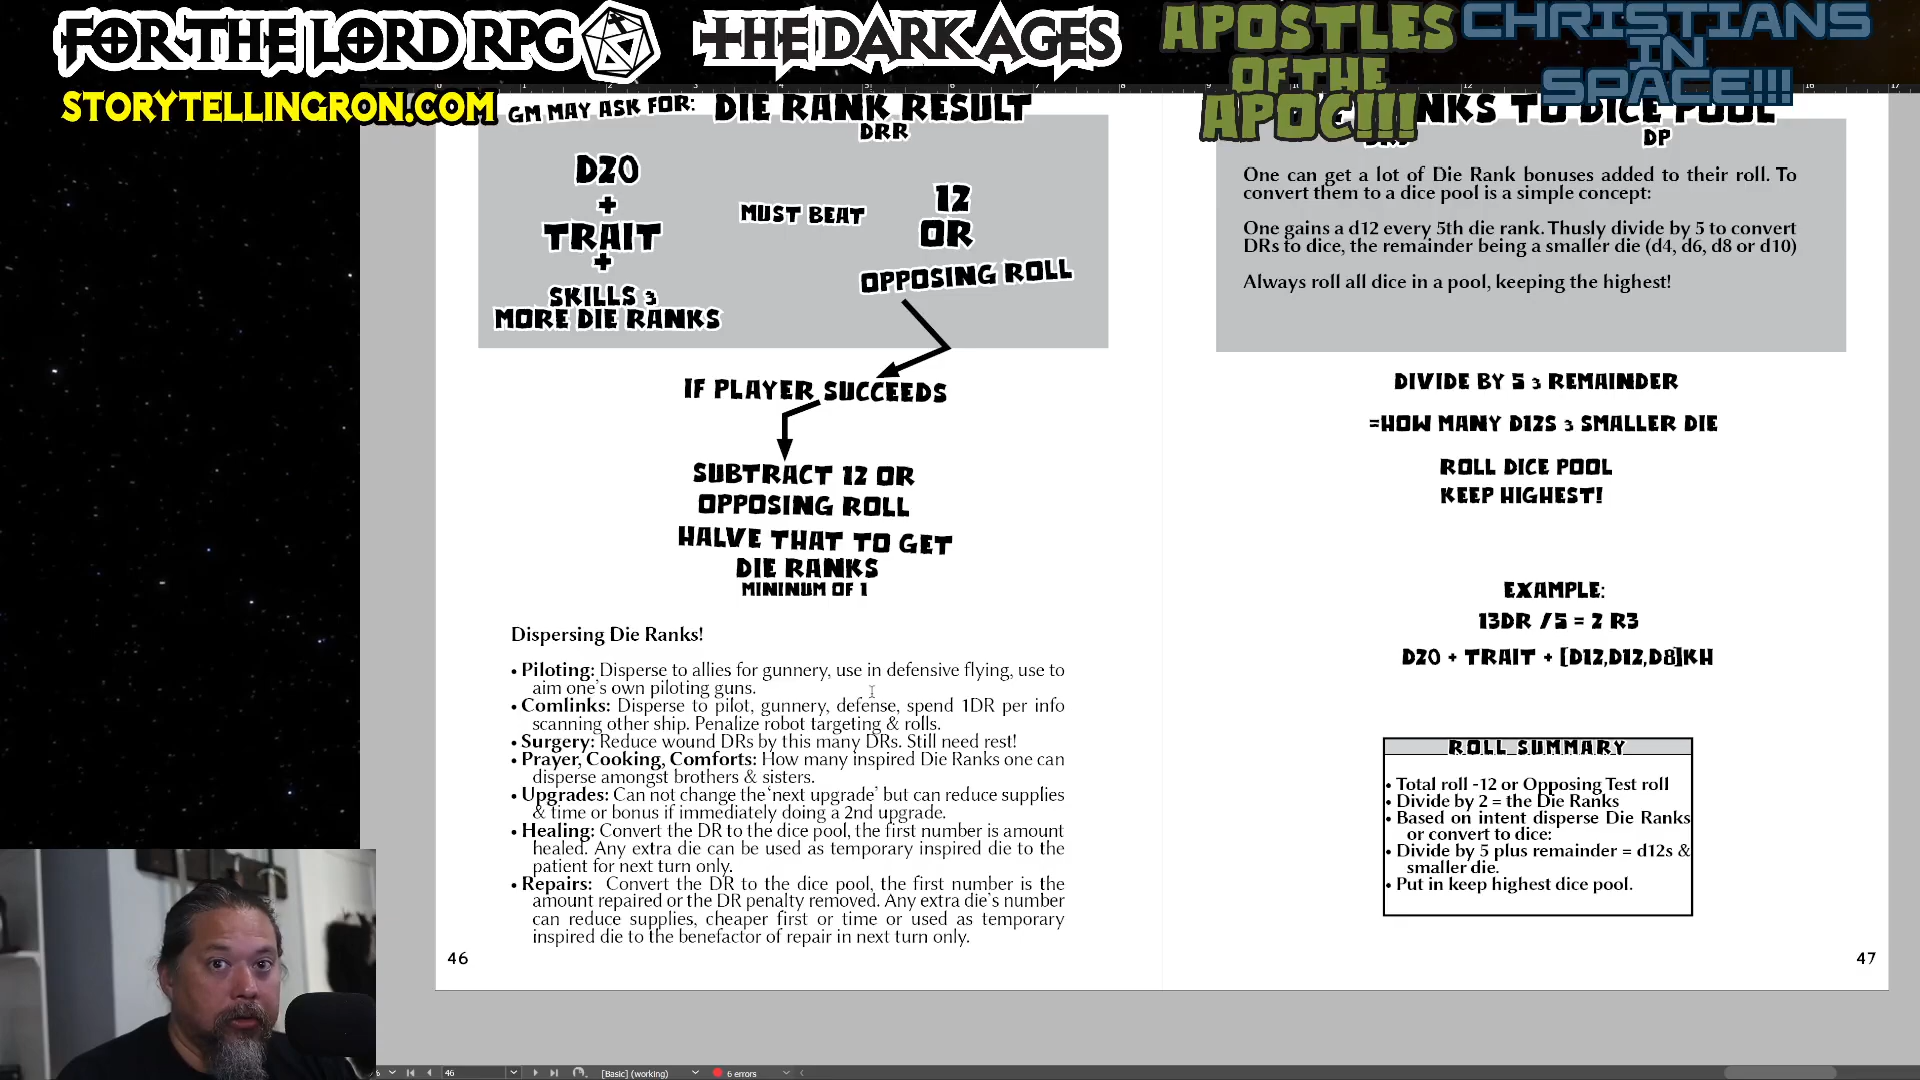 FOR THE LORD RPG
THE DARK AGES
APOSTLES
OF THE
APOC!!!
CHRISTIANS
IN
SPACE!!!
STORYTELLINGRON.COM
GM MAY ASK FOR:
DIE RANK RESULT
DRR
D20
+
TRAIT
+
SKILLS &
MORE DIE RANKS
MUST BEAT
12
OR
OPPOSING ROLL
IF PLAYER SUCCEEDS
SUBTRACT 12 OR
OPPOSING ROLL
HALVE THAT TO GET
DIE RANKS
MININUM OF 1
Dispersing Die Ranks!
• Piloting: Disperse to allies for gunnery, use in defensive flying, use to
aim one's own piloting guns.
• Comlinks: Disperse to pilot, gunnery, defense, spend 1DR per info
scanning other ship. Penalize robot targeting & rolls.
• Surgery: Reduce wound DRs by this many DRs. Still need rest!
• Prayer, Cooking, Comforts: How many inspired Die Ranks one can
disperse amongst brothers & sisters.
• Upgrades: Can not change the 'next upgrade' but can reduce supplies
& time or bonus if immediately doing a 2nd upgrade.
• Healing: Convert the DR to the dice pool, the first number is amount
healed. Any extra die can be used as temporary inspired die to the
patient for next turn only.
• Repairs: Convert the DR to the dice pool, the first number is the
amount repaired or the DR penalty removed. Any extra die's number
can reduce supplies, cheaper first or time or used as temporary
inspired die to the benefactor of repair in next turn only.
46
NKS TO DICE POOL
DP
One can get a lot of Die Rank bonuses added to their roll. To
convert them to a dice pool is a simple concept:
One gains a d12 every 5th die rank. Thusly divide by 5 to convert
DRs to dice, the remainder being a smaller die (d4, d6, d8 or d10)
Always roll all dice in a pool, keeping the highest!
DIVIDE BY 5 & REMAINDER
=HOW MANY D12S & SMALLER DIE
ROLL DICE POOL
KEEP HIGHEST!
EXAMPLE:
13DR /5 = 2 R3
D20 + TRAIT + [D12,D12,D8]KH
ROLL SUMMARY
• Total roll -12 or Opposing Test roll
• Divide by 2 = the Die Ranks
• Based on intent disperse Die Ranks
or convert to dice:
• Divide by 5 plus remainder = d12s &
smaller die.
• Put in keep highest dice pool.
47
46
[Basic] (working)
6 errors